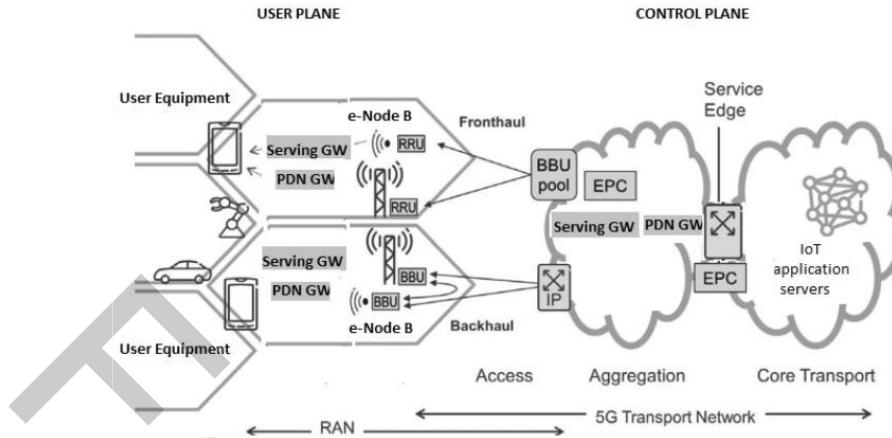 USER PLANE
CONTROL PLANE
User Equipment
e-Node B
Fronthaul
Service
Edge
Serving GW
RRU
PDN GW
RRU
BBU
pool
EPC
Serving GW
PDN GW
Serving GW
PDN GW
BBU
BBU
e-Node B
Backhaul
IP
EPC
IoT
application
servers
User Equipment
Access
Aggregation
Core Transport
5G Transport Network
RAN